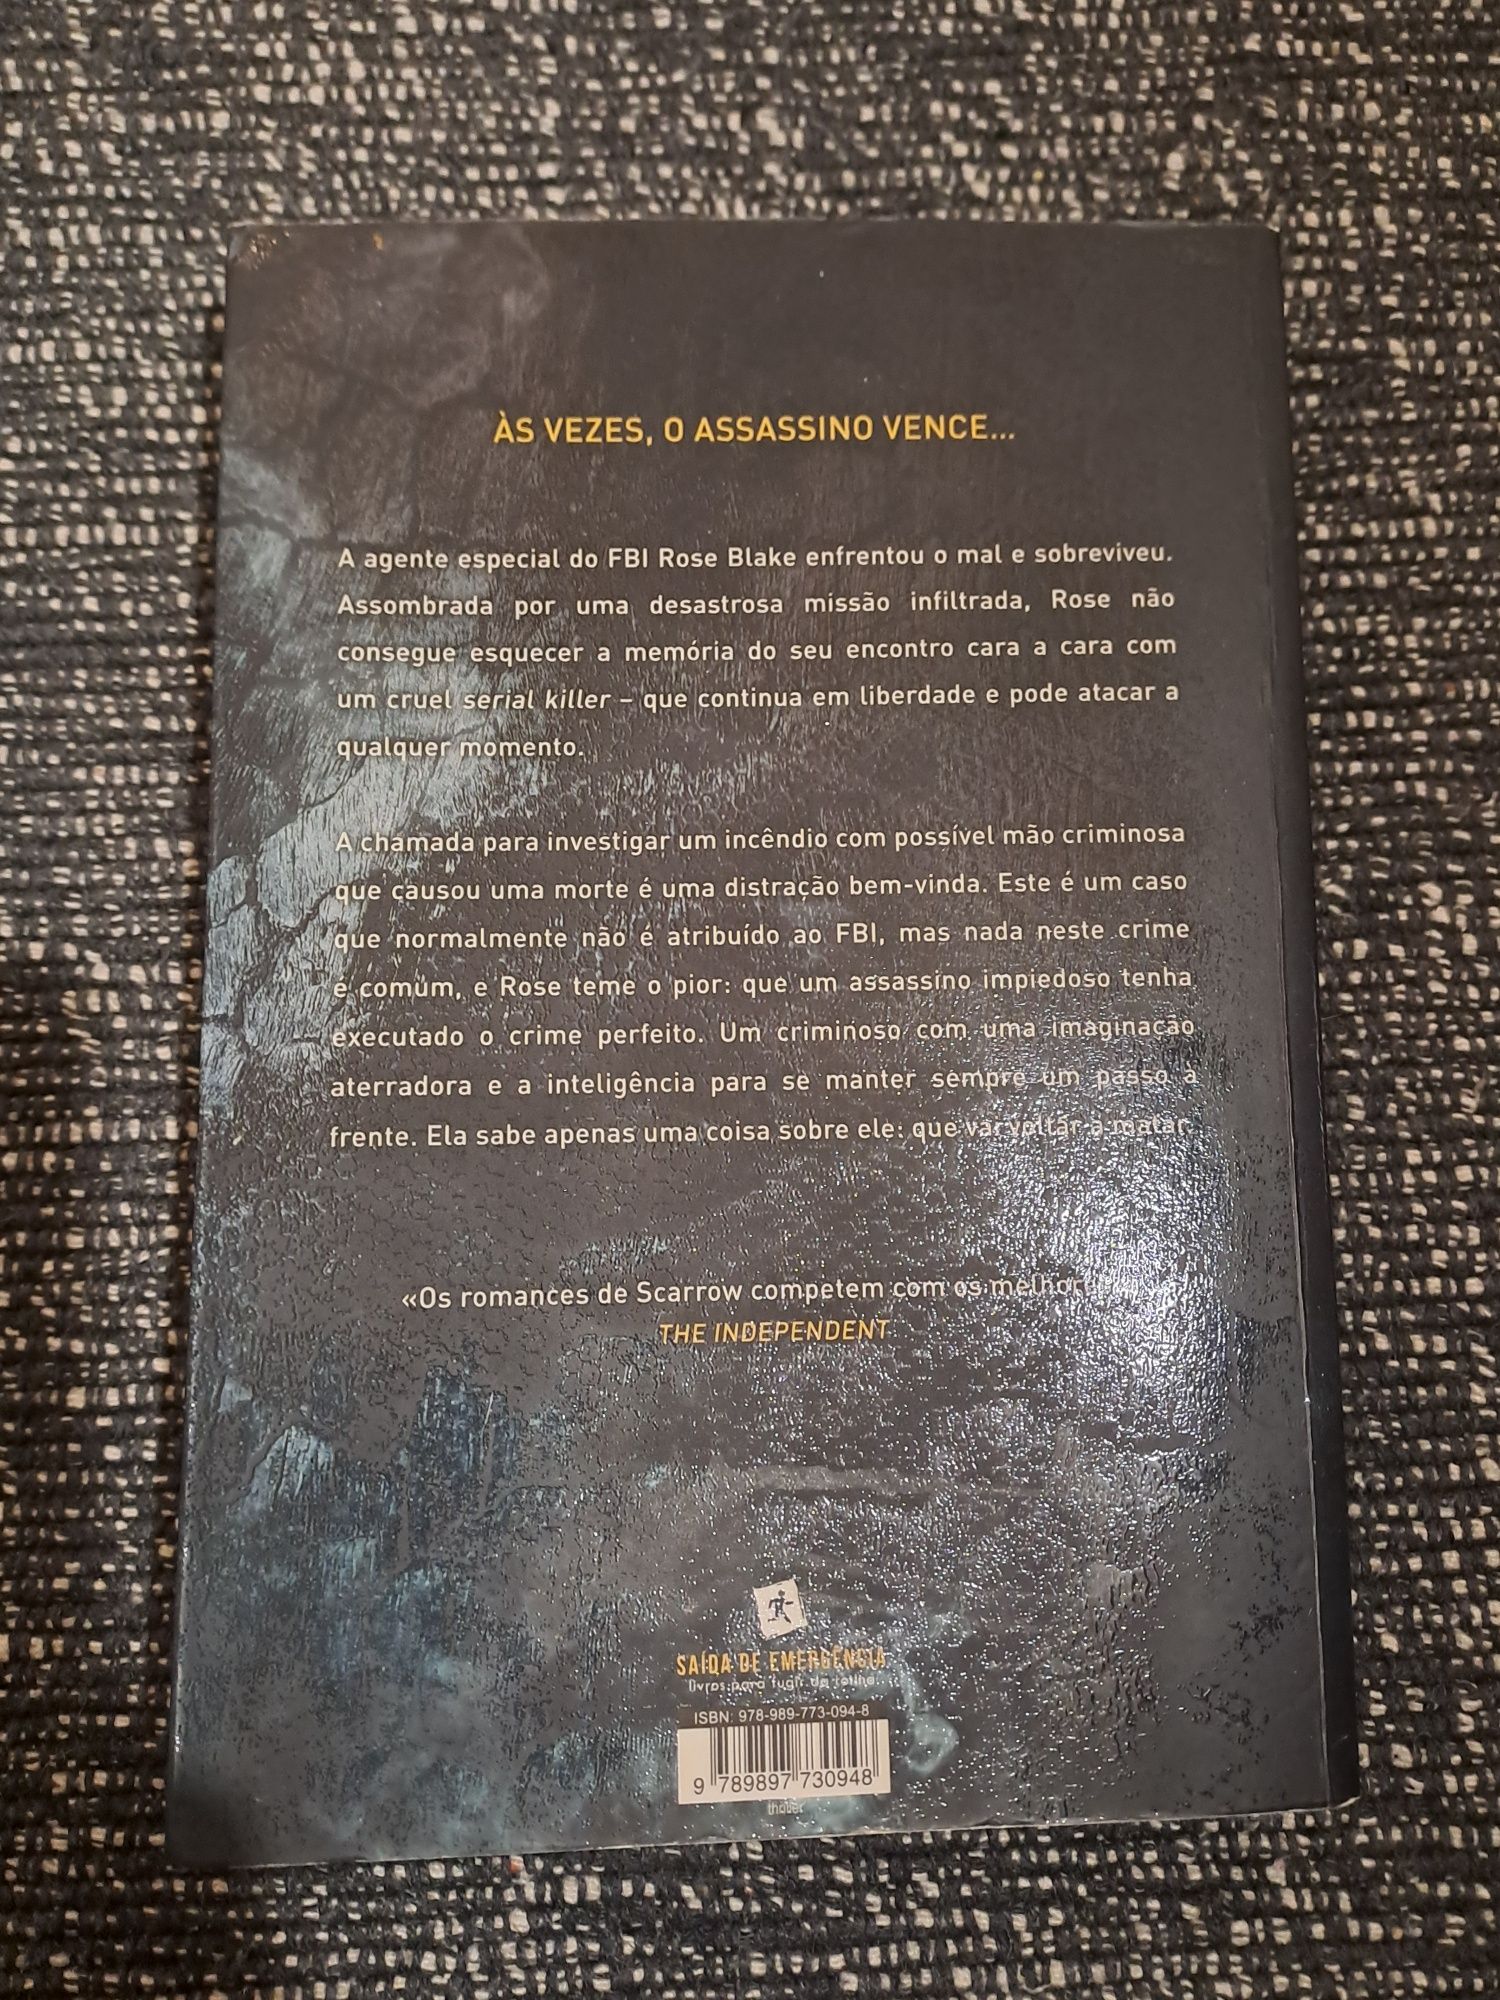 ÀS VEZES, O ASSASSINO VENCE...
A agente especial do FBI Rose Blake enfrentou o mal e sobreviveu.
Assombrada por uma desastrosa missão infiltrada, Rose não
consegue esquecer a memória do seu encontro cara a cara com
um cruel serial killer – que continua em liberdade e pode atacar a
qualquer momento.
A chamada para investigar um incêndio com possível mão criminosa
que causou uma morte é uma distração bem-vinda. Este é um caso
que normalmente não é atribuído ao FBI, mas nada neste crime
é comum, e Rose teme o pior: que um assassino impiedoso tenha
executado o crime perfeito. Um criminoso com uma imaginação
aterradora e a inteligência para se manter sempre um passo à
frente. Ela sabe apenas uma coisa sobre ele: que vai voltar a matar.
«Os romances de Scarrow competem com os
THE INDEPENDENT
SAÍDA DE EMERGÊNCIA
livros para fugir da rotina
ISBN: 978-989-773-094-8
9 789897 730948
thriller